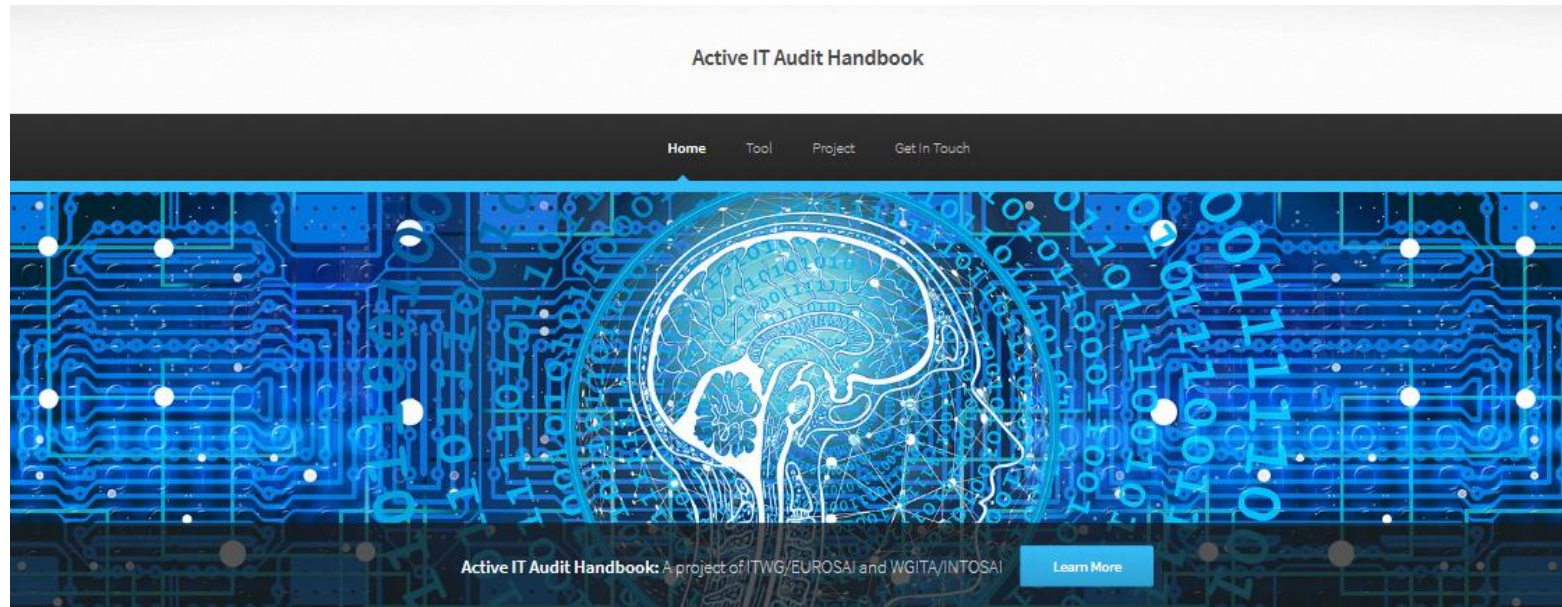 Active IT Audit Handbook
Home Tool Project Get In Touch
Active IT Audit Handbook: A project of ITWG/EUROSAI and WGITA/INTOSAI Learn More